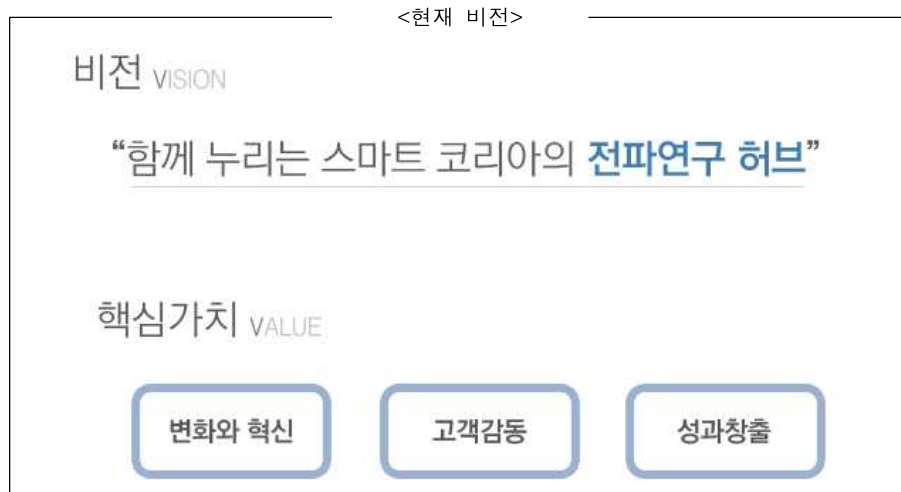 <현재 비전>
비전 VISION
“함께 누리는 스마트 코리아의 전파연구 허브”
핵심가치 VALUE
변화와 혁신 고객감동 성과창출